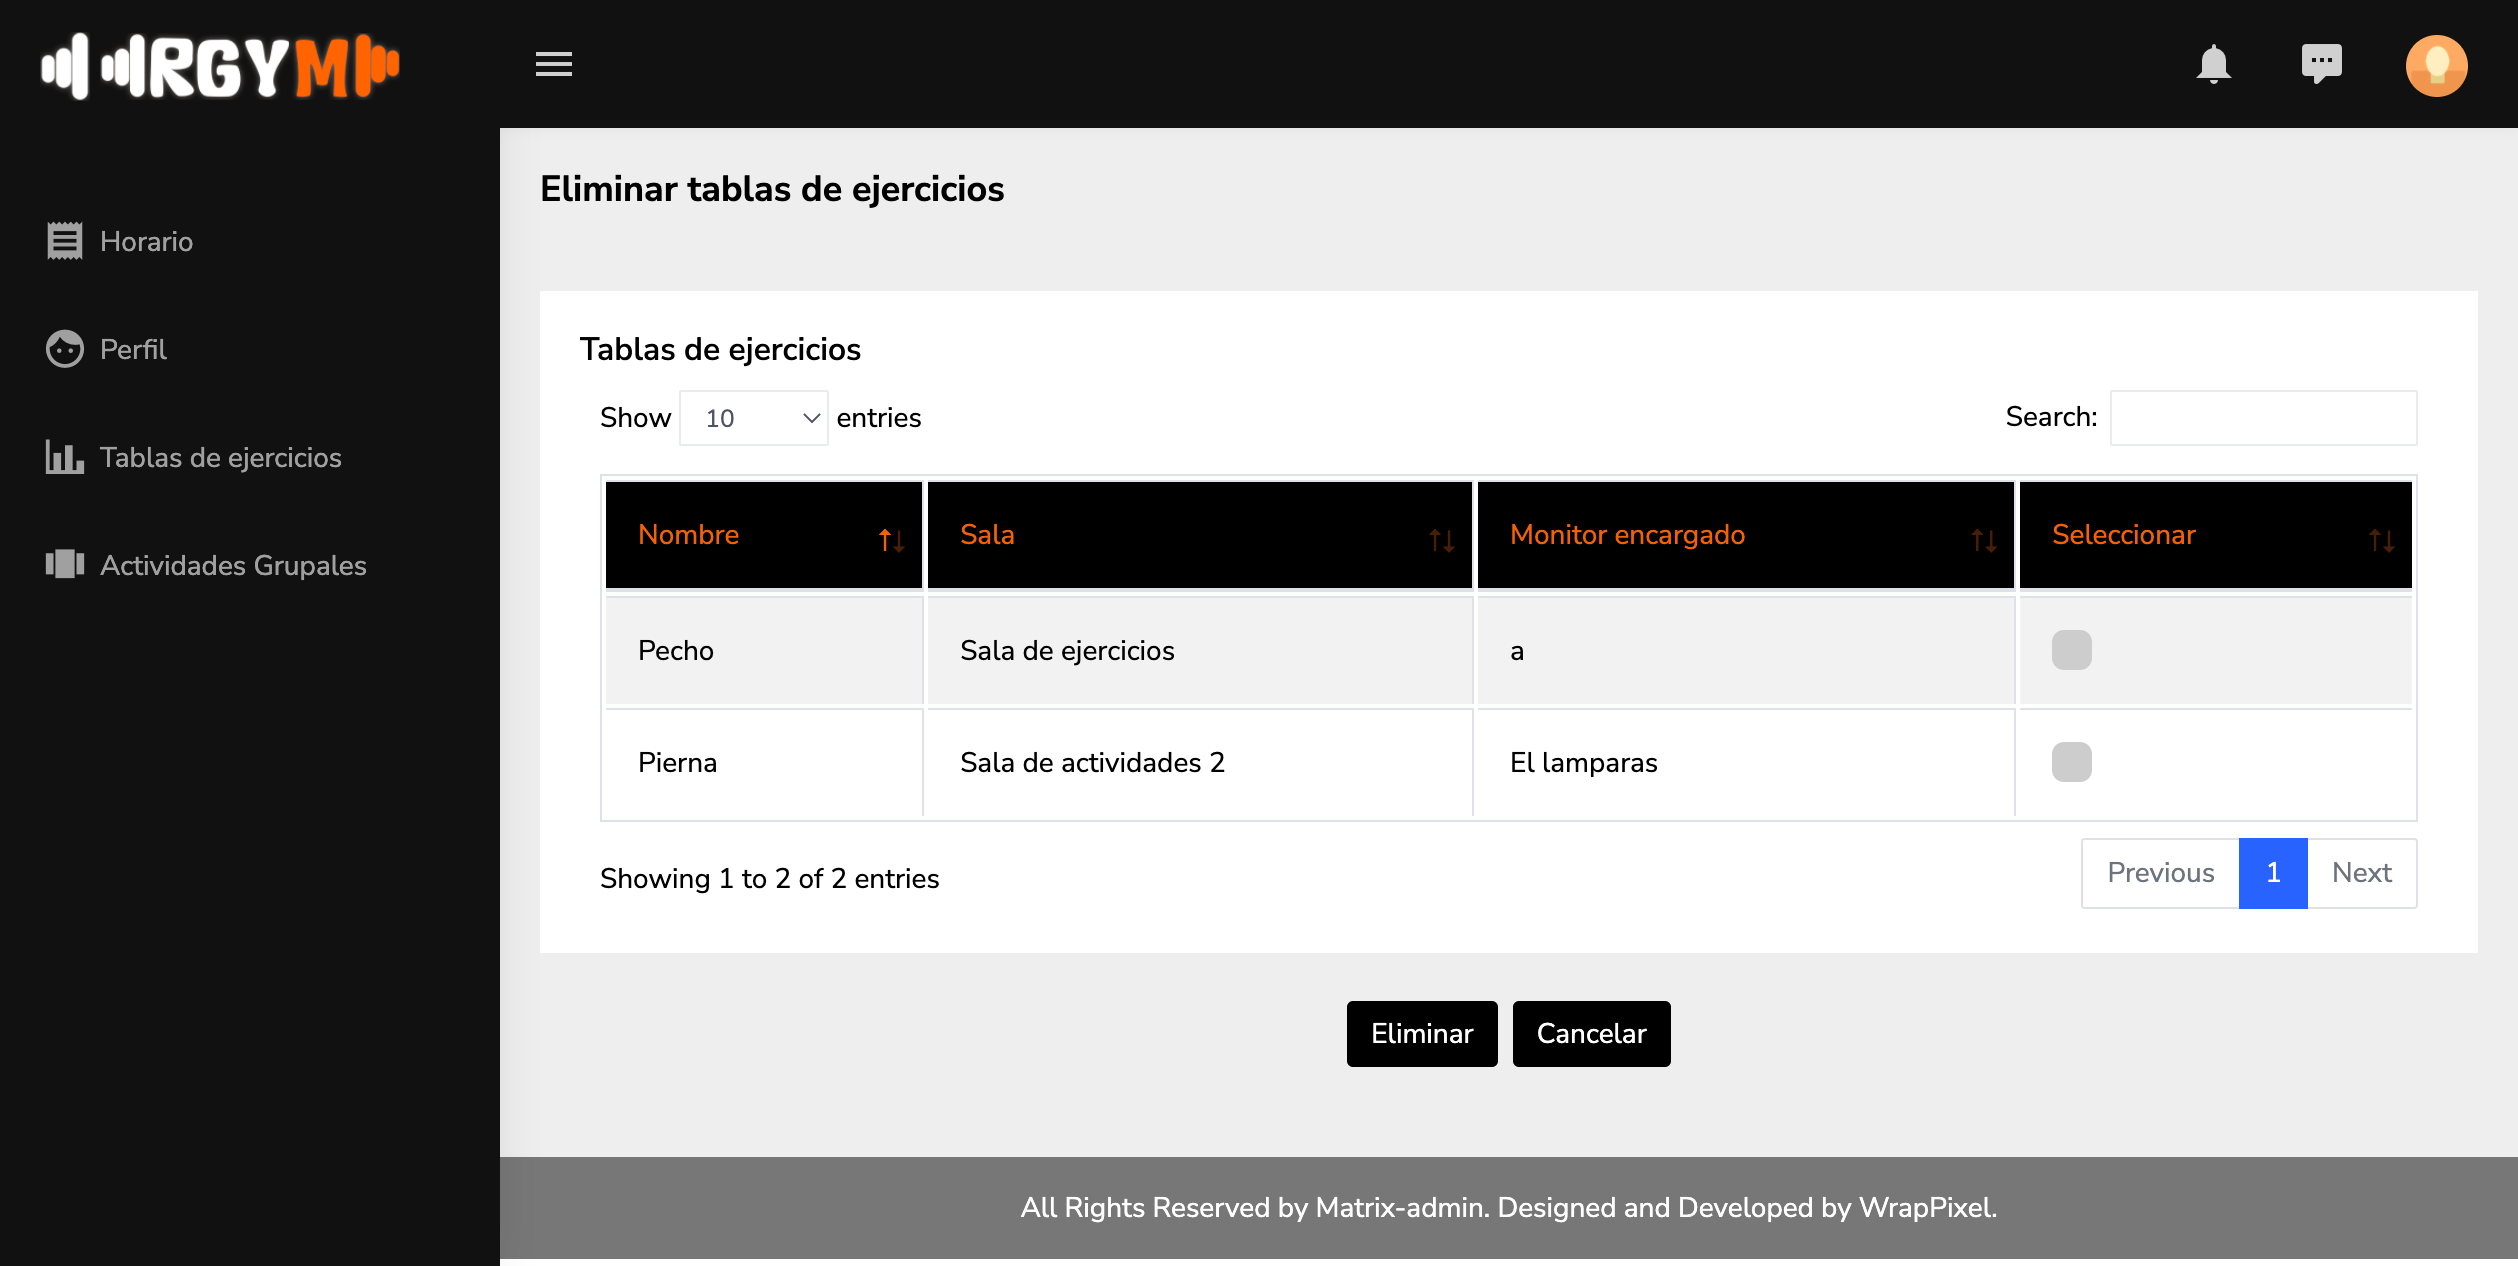 RGYM
Horario
Perfil
Tablas de ejercicios
Actividades Grupales
Eliminar tablas de ejercicios
Tablas de ejercicios
Show 10 entries
Search:
Nombre Sala Monitor encargado Seleccionar
Pecho Sala de ejercicios a
Pierna Sala de actividades 2 El lamparas
Showing 1 to 2 of 2 entries
Previous 1 Next
Eliminar Cancelar
All Rights Reserved by Matrix-admin. Designed and Developed by WrapPixel.